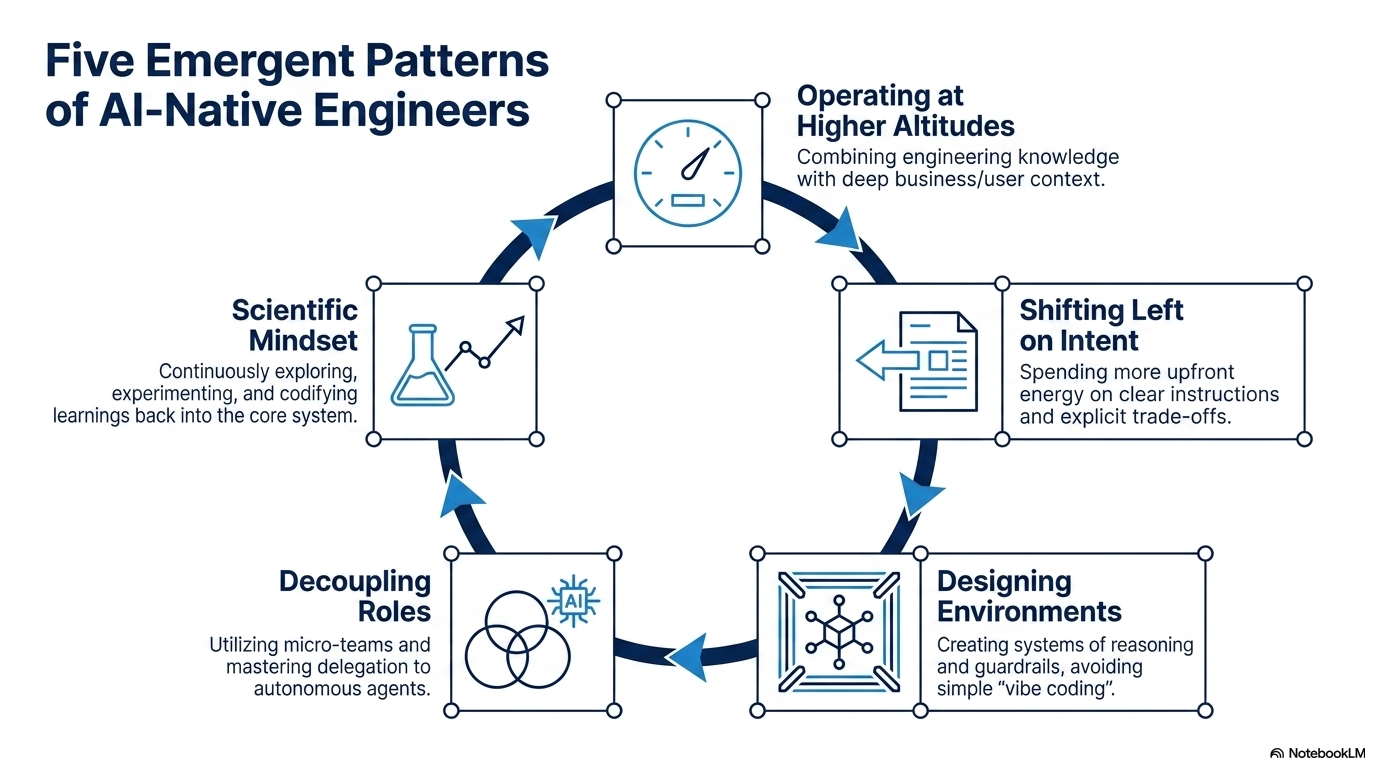 Five Emergent Patterns
of AI-Native Engineers
Operating at
Higher Altitudes
Combining engineering knowledge
with deep business/user context.
Shifting Left
on Intent
Spending more upfront
energy on clear instructions
and explicit trade-offs.
Designing
Environments
Creating systems of reasoning
and guardrails, avoiding
simple “vibe coding”.
Decoupling
Roles
Utilizing micro-teams and
mastering delegation to
autonomous agents.
AI
Scientific
Mindset
Continuously exploring,
experimenting, and codifying
learnings back into the core system.
NotebookLM